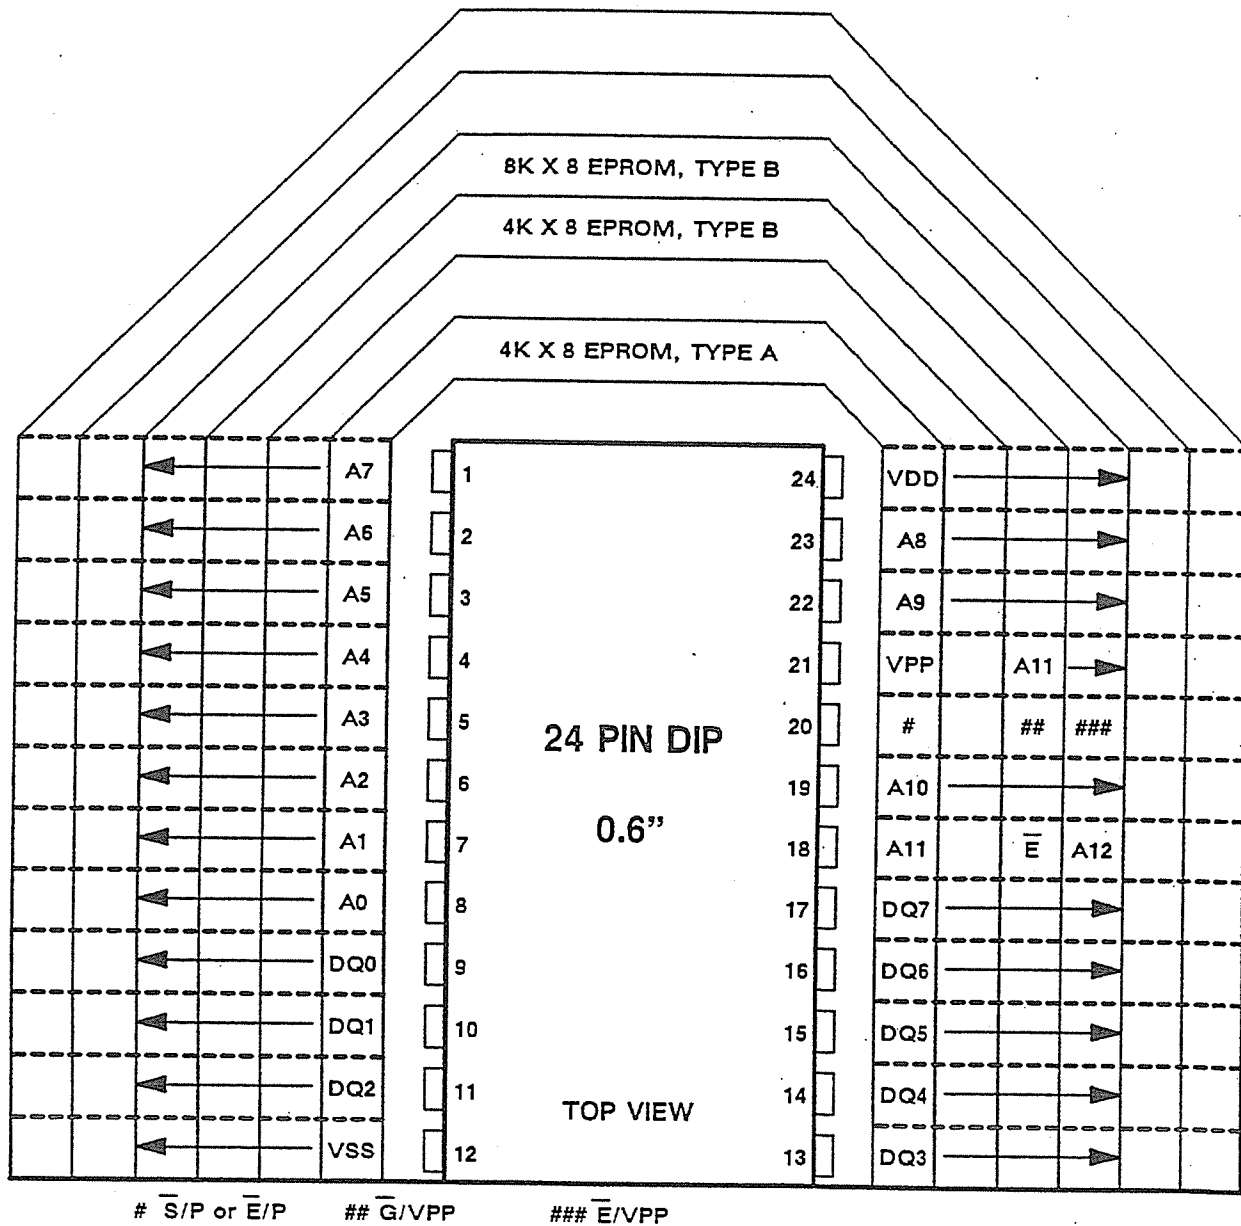 8K X 8 EPROM, TYPE B
4K X 8 EPROM, TYPE B
4K X 8 EPROM, TYPE A
A7 1 24 VDD
A6 2 23 A8
A5 3 22 A9
A4 4 21 VPP A11
A3 5 20 # ## ###
24 PIN DIP
A2 6 19 A10
0.6”
A1 7 18 A11 E̅ A12
A0 8 17 DQ7
DQ0 9 16 DQ6
DQ1 10 15 DQ5
DQ2 11 14 DQ4
TOP VIEW
VSS 12 13 DQ3
# S̅/P or E̅/P ## G̅/VPP ### E̅/VPP